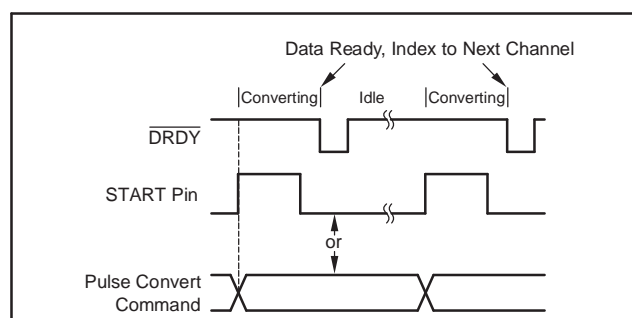 Data Ready, Index to Next Channel
Converting Idle Converting
DRDY
START Pin
or
Pulse Convert
Command